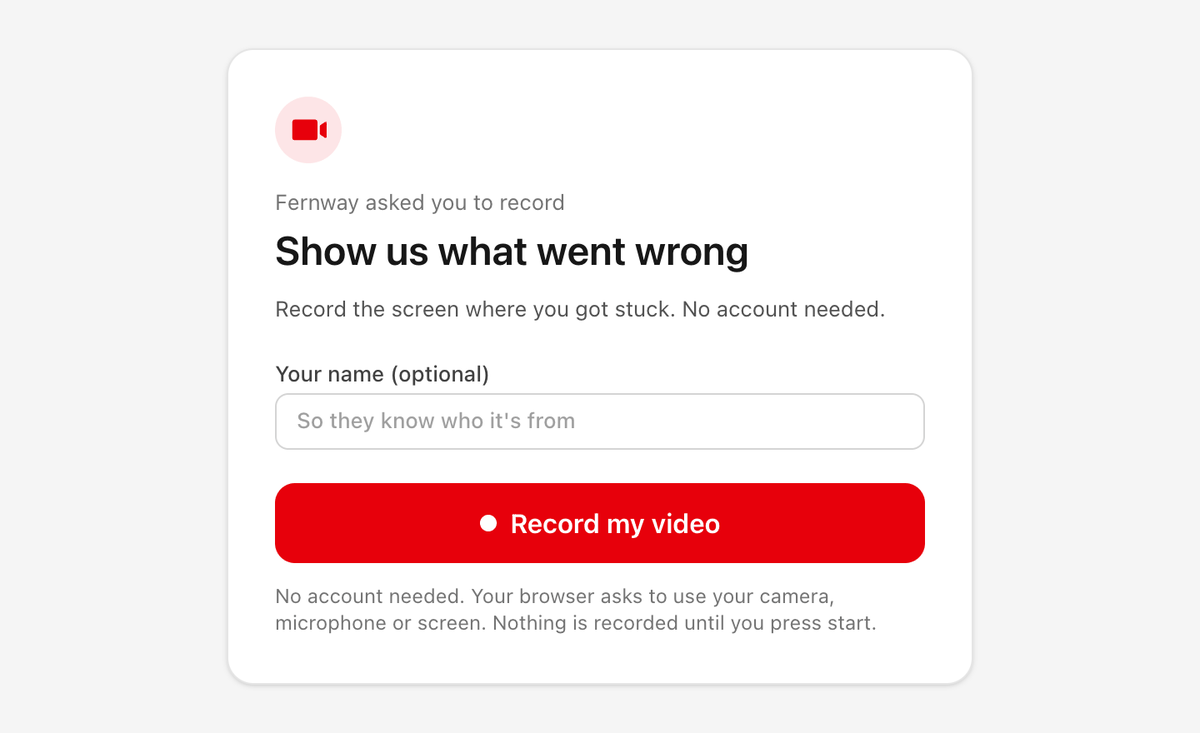 Fernway asked you to record
Show us what went wrong
Record the screen where you got stuck. No account needed.
Your name (optional)
So they know who it's from
Record my video
No account needed. Your browser asks to use your camera,
microphone or screen. Nothing is recorded until you press start.